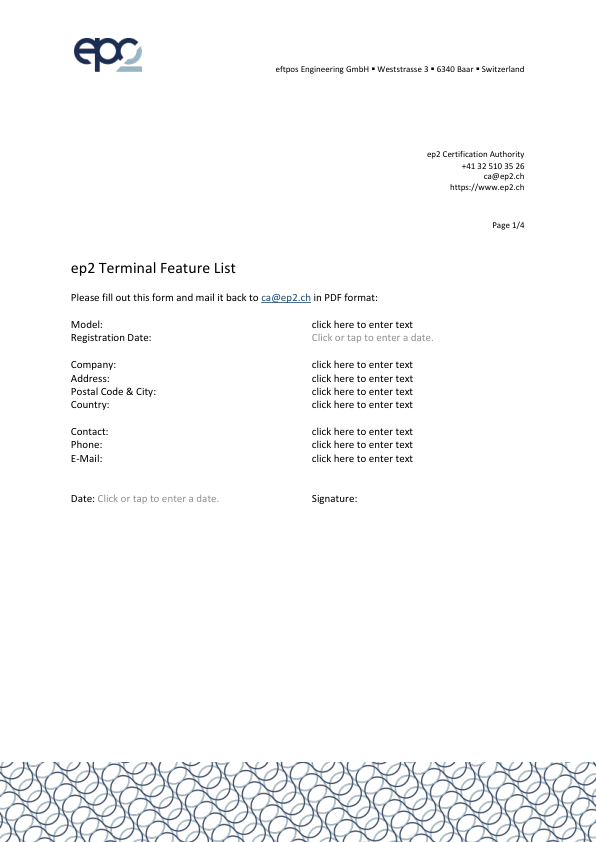 ep2
eftpos Engineering GmbH ▪ Weststrasse 3 ▪ 6340 Baar ▪ Switzerland
ep2 Certification Authority
+41 32 510 35 26
ca@ep2.ch
https://www.ep2.ch
Page 1/4
ep2 Terminal Feature List
Please fill out this form and mail it back to ca@ep2.ch in PDF format:
Model: click here to enter text
Registration Date: Click or tap to enter a date.
Company: click here to enter text
Address: click here to enter text
Postal Code & City: click here to enter text
Country: click here to enter text
Contact: click here to enter text
Phone: click here to enter text
E-Mail: click here to enter text
Date: Click or tap to enter a date. Signature: